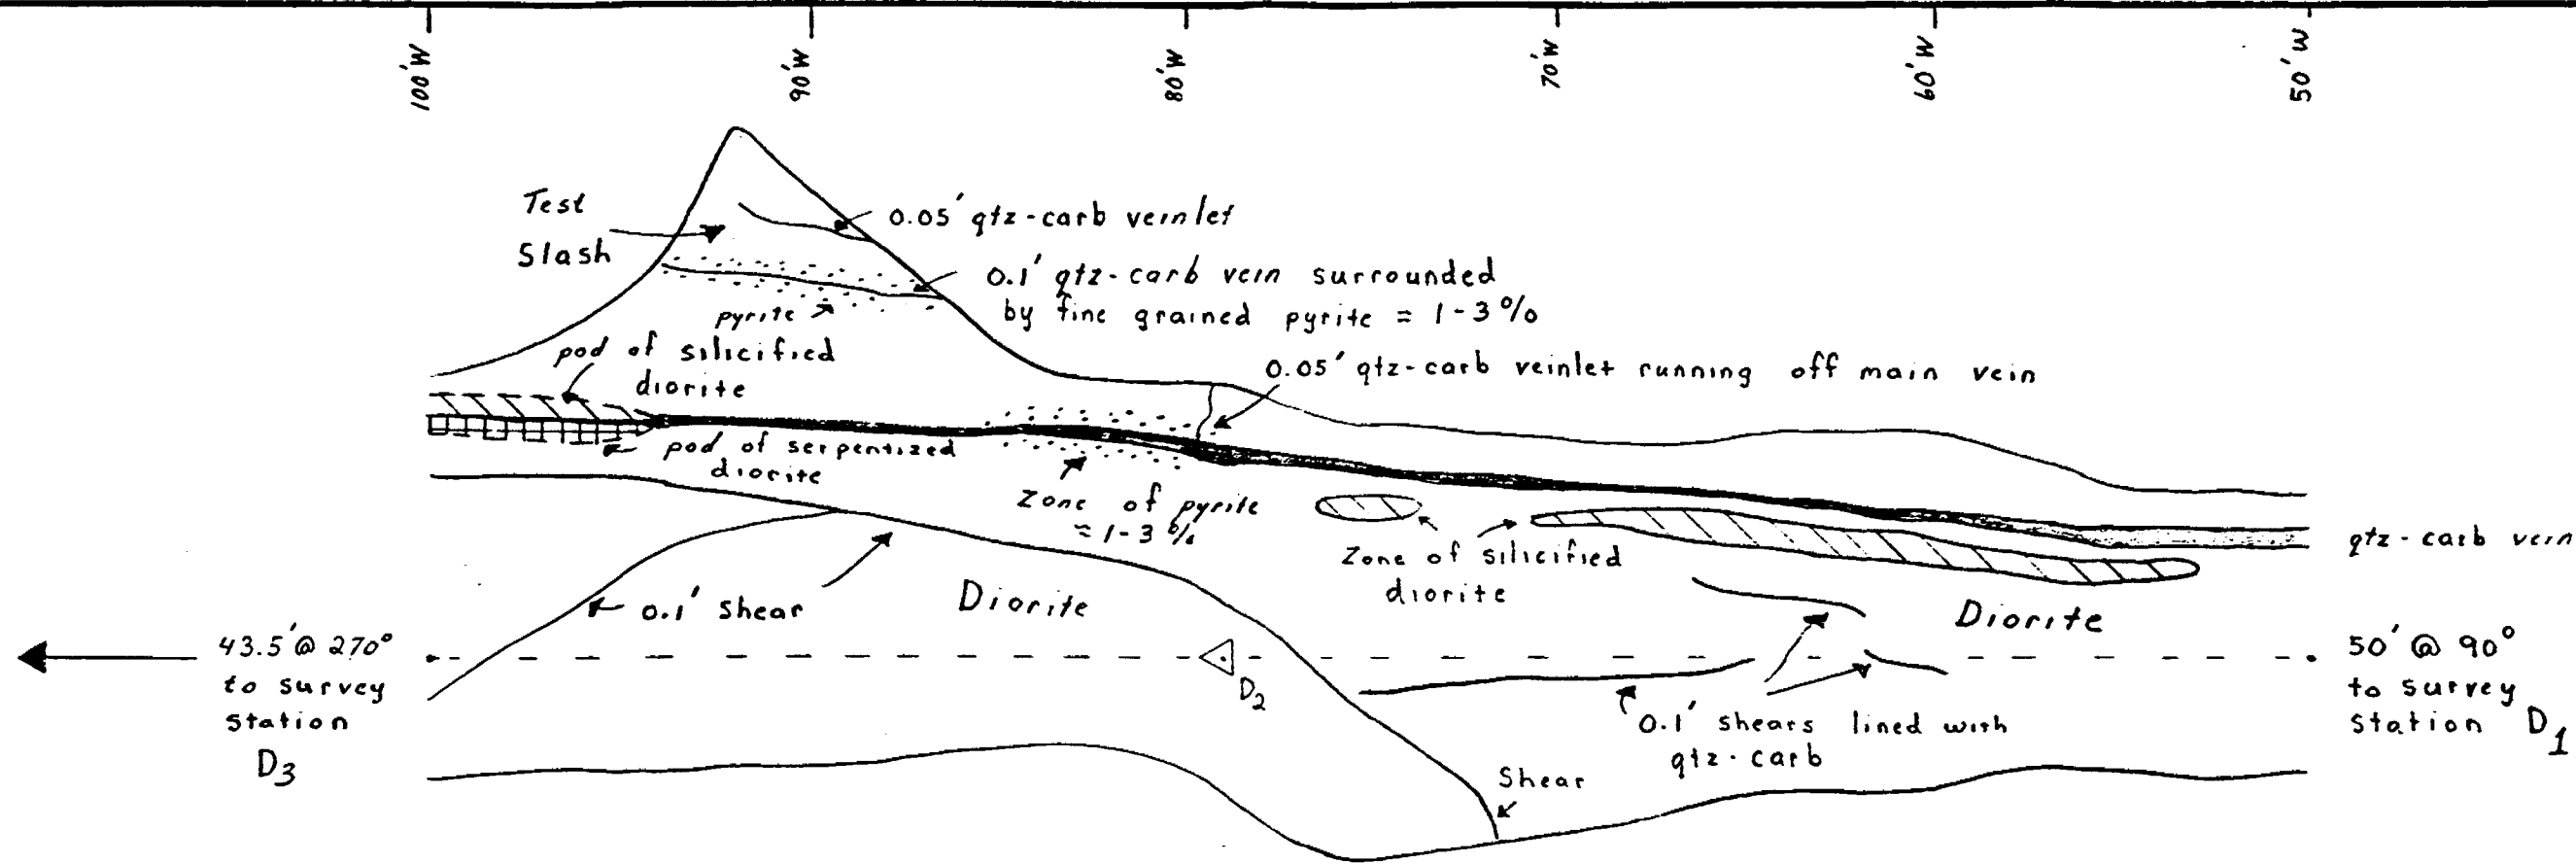 100'W
90'W
80'W
70'W
60'W
50'W
Test
Slash
0.05' qtz-carb veinlet
0.1' qtz-carb vein surrounded
by fine grained pyrite ≈ 1-3%
pyrite
pod of silicified
diorite
0.05' qtz-carb veinlet running off main vein
pod of serpentized
diorite
Zone of pyrite
≈ 1-3%
Zone of silicified
diorite
qtz-carb vein
0.1' shear
Diorite
Diorite
43.5' @ 270°
to survey
station
D3
D2
50' @ 90°
to survey
station D1
0.1' shears lined with
qtz-carb
Shear